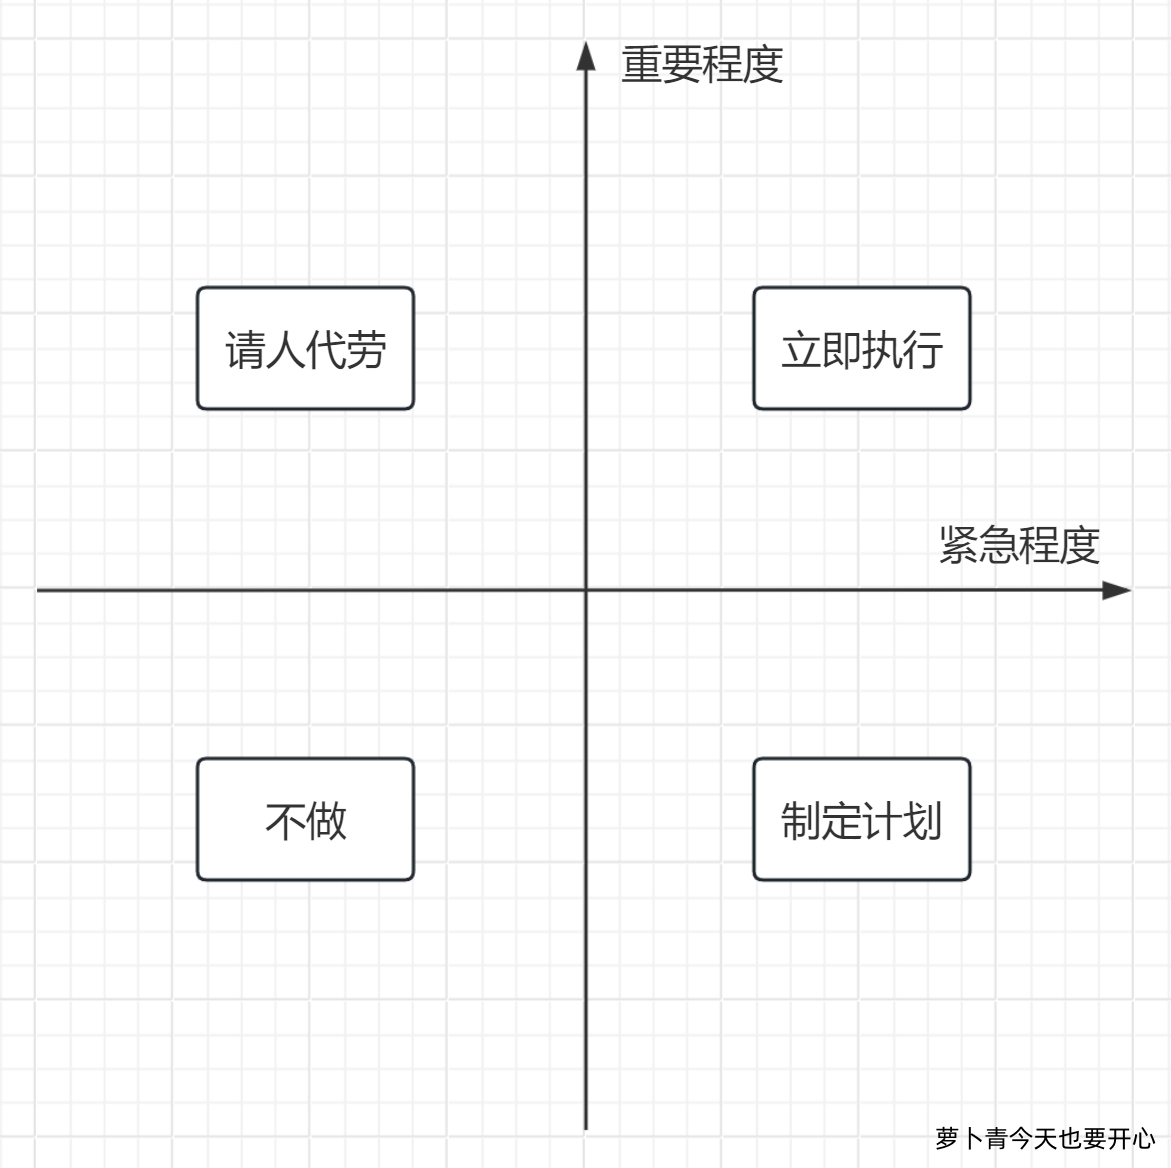 重要程度
请人代劳
立即执行
紧急程度
不做
制定计划
萝卜青今天也要开心